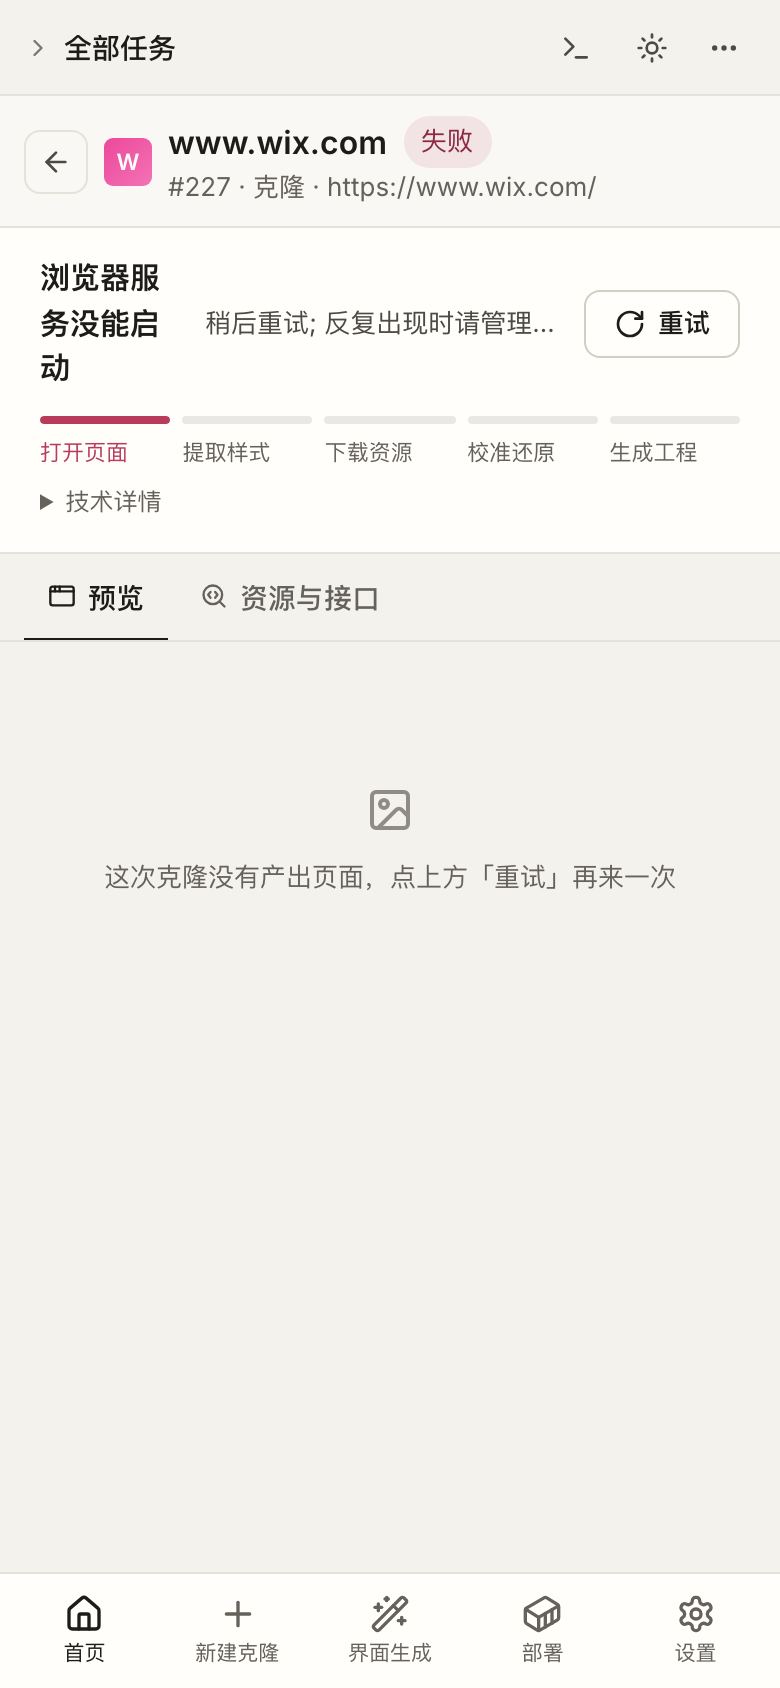 全部任务
W
www.wix.com 失败
#227 · 克隆 · https://www.wix.com/
浏览器服
务没能启
动
稍后重试; 反复出现时请管理...
重试
打开页面 提取样式 下载资源 校准还原 生成工程
技术详情
预览 资源与接口
这次克隆没有产出页面，点上方「重试」再来一次
首页 新建克隆 界面生成 部署 设置